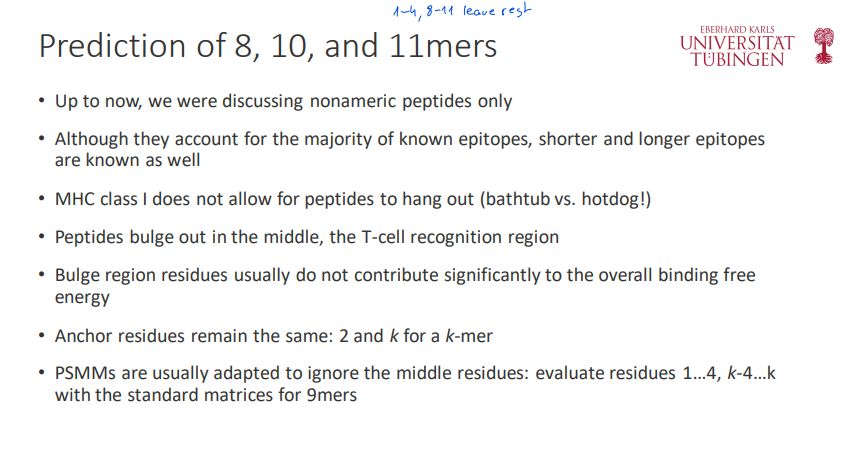 1-4, 8-11 leave rest
Prediction of 8, 10, and 11mers
EBERHARD KARLS
UNIVERSITÄT
TÜBINGEN
• Up to now, we were discussing nonameric peptides only
• Although they account for the majority of known epitopes, shorter and longer epitopes
are known as well
• MHC class I does not allow for peptides to hang out (bathtub vs. hotdog!)
• Peptides bulge out in the middle, the T-cell recognition region
• Bulge region residues usually do not contribute significantly to the overall binding free
energy
• Anchor residues remain the same: 2 and k for a k-mer
• PSMMs are usually adapted to ignore the middle residues: evaluate residues 1…4, k-4…k
with the standard matrices for 9mers